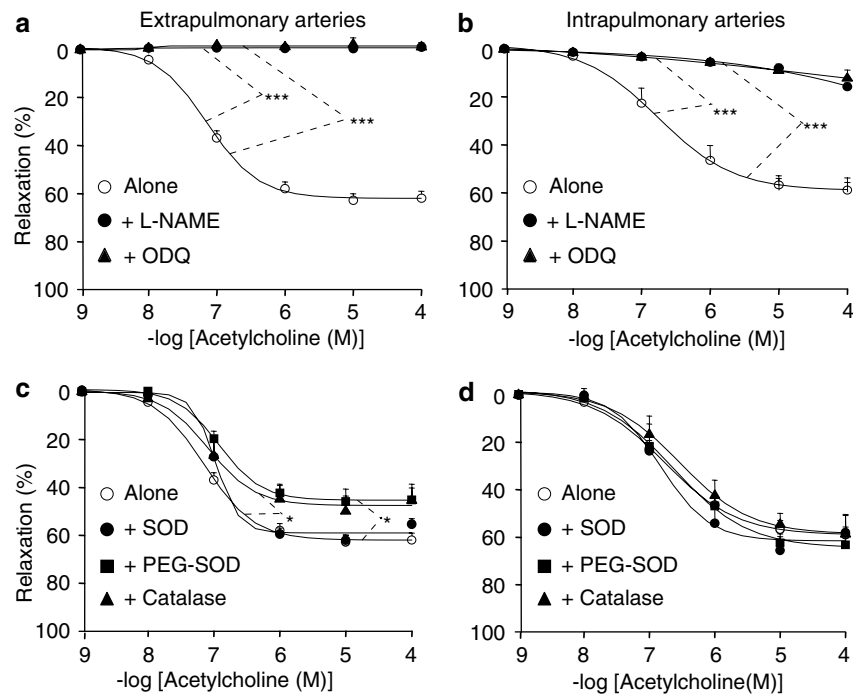 a Extrapulmonary arteries
0
20
40
60
80
100
Relaxation (%)
***
***
Alone
+ L-NAME
+ ODQ
9 8 7 6 5 4
-log [Acetylcholine (M)]
b Intrapulmonary arteries
0
20
40
60
80
100
***
***
Alone
+ L-NAME
+ ODQ
9 8 7 6 5 4
-log [Acetylcholine (M)]
c
0
20
40
60
80
100
Relaxation (%)
*
*
Alone
+ SOD
+ PEG-SOD
+ Catalase
9 8 7 6 5 4
-log [Acetylcholine (M)]
d
0
20
40
60
80
100
Alone
+ SOD
+ PEG-SOD
+ Catalase
9 8 7 6 5 4
-log [Acetylcholine(M)]